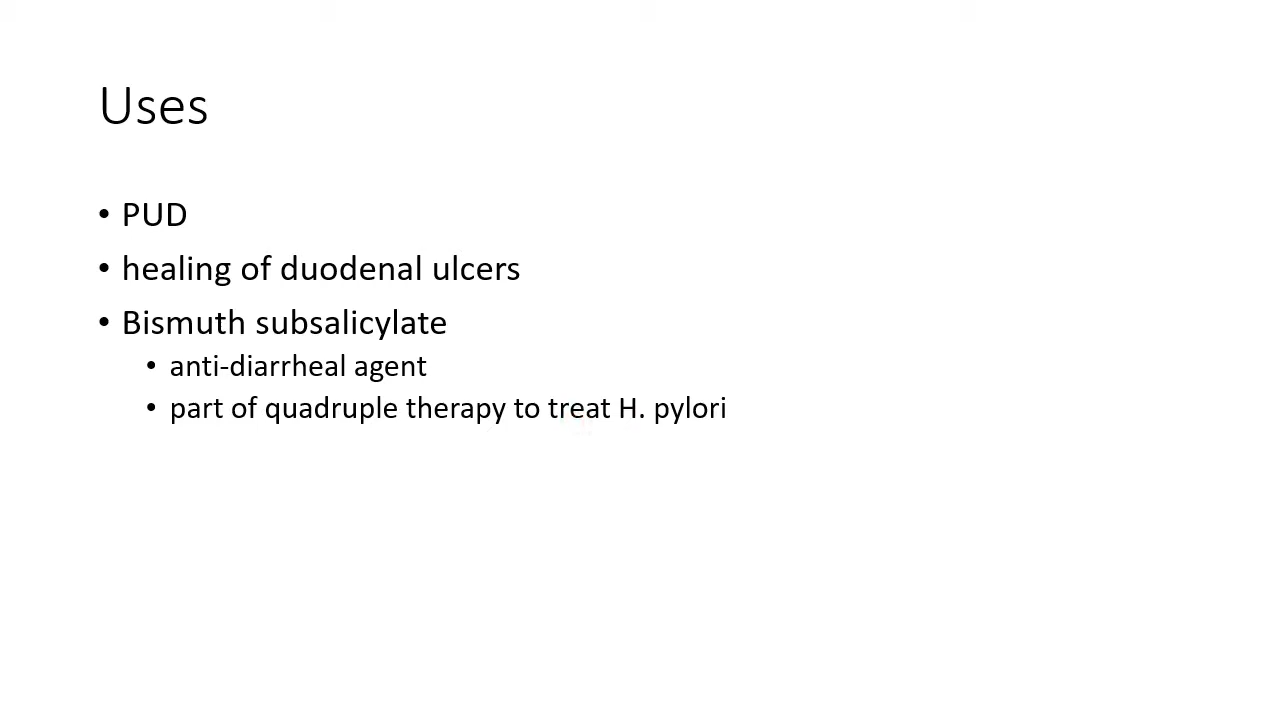 Uses
• PUD
• healing of duodenal ulcers
• Bismuth subsalicylate
• anti-diarrheal agent
• part of quadruple therapy to treat H. pylori